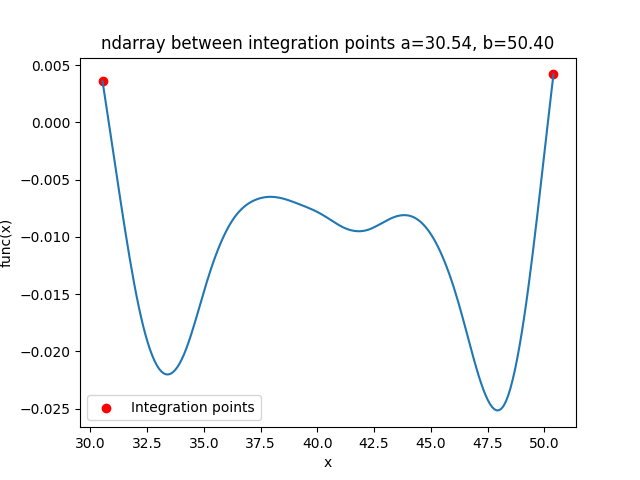 ndarray between integration points a=30.54, b=50.40
0.005
0.000
−0.005
−0.010
−0.015
−0.020
−0.025
func(x)
Integration points
30.0 32.5 35.0 37.5 40.0 42.5 45.0 47.5 50.0
x